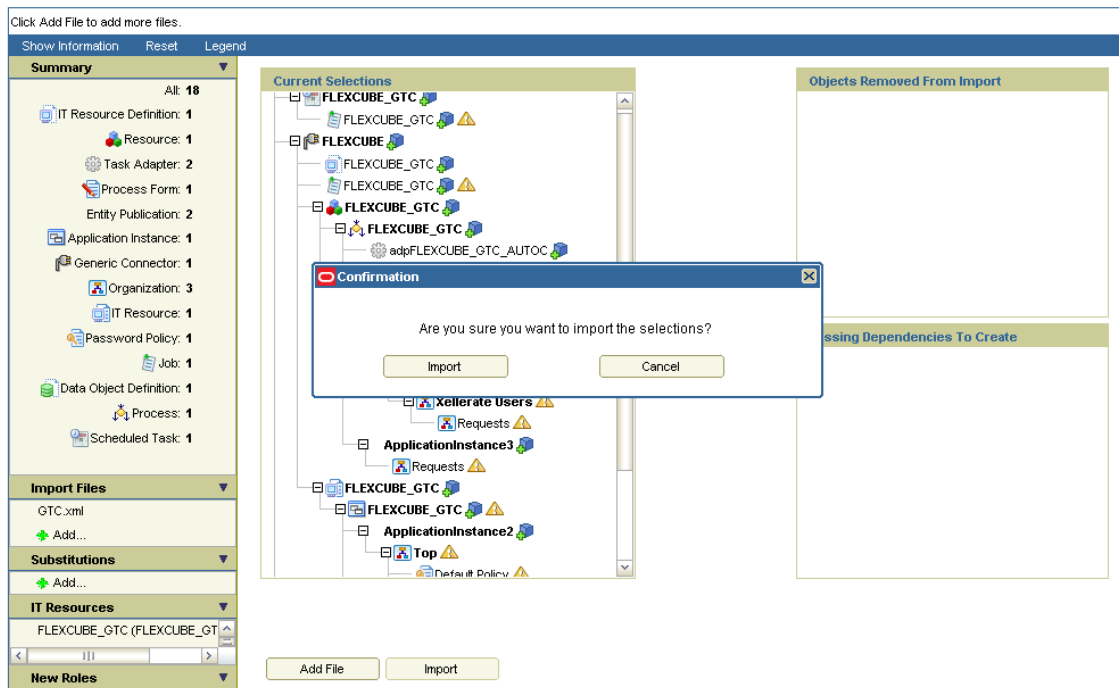 Click Add File to add more files.
Show Information Reset Legend
Summary
All: 18
IT Resource Definition: 1
Resource: 1
Task Adapter: 2
Process Form: 1
Entity Publication: 2
Application Instance: 1
Generic Connector: 1
Organization: 3
IT Resource: 1
Password Policy: 1
Job: 1
Data Object Definition: 1
Process: 1
Scheduled Task: 1
Import Files
GTC.xml
Add...
Substitutions
Add...
IT Resources
FLEXCUBE_GTC (FLEXCUBE_GT
New Roles
Current Selections
FLEXCUBE_GTC
FLEXCUBE_GTC
FLEXCUBE
FLEXCUBE_GTC
FLEXCUBE_GTC
FLEXCUBE_GTC
FLEXCUBE_GTC
adpFLEXCUBE_GTC_AUTOC
Confirmation
Are you sure you want to import the selections?
Import Cancel
Xellerate Users
Requests
ApplicationInstance3
Requests
FLEXCUBE_GTC
FLEXCUBE_GTC
ApplicationInstance2
Top
Default Policy
Add File Import
Objects Removed From Import
ssing Dependencies To Create